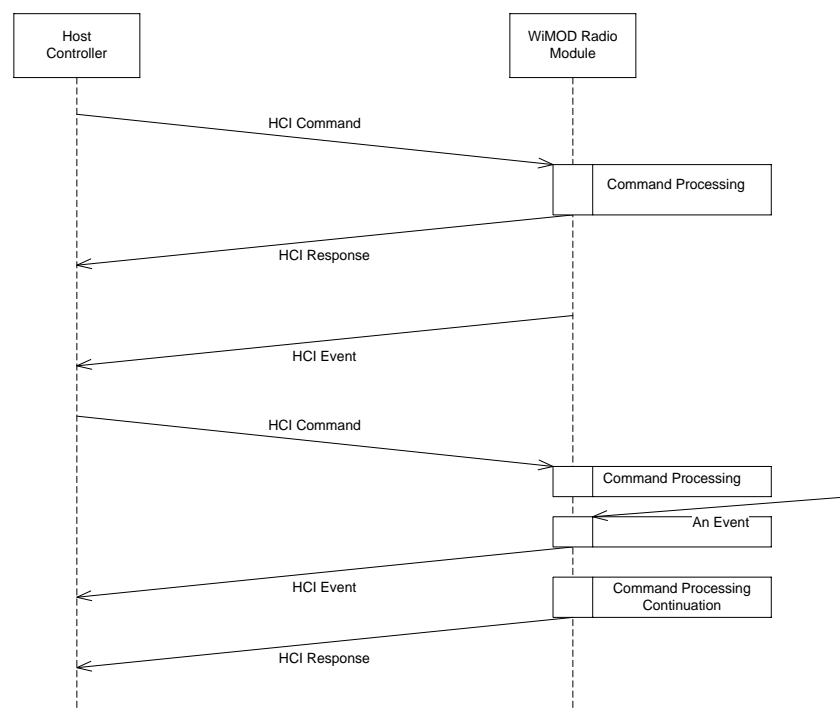 Host
Controller
WiMOD Radio
Module
HCI Command
Command Processing
HCI Response
HCI Event
HCI Command
Command Processing
An Event
HCI Event
Command Processing
Continuation
HCI Response